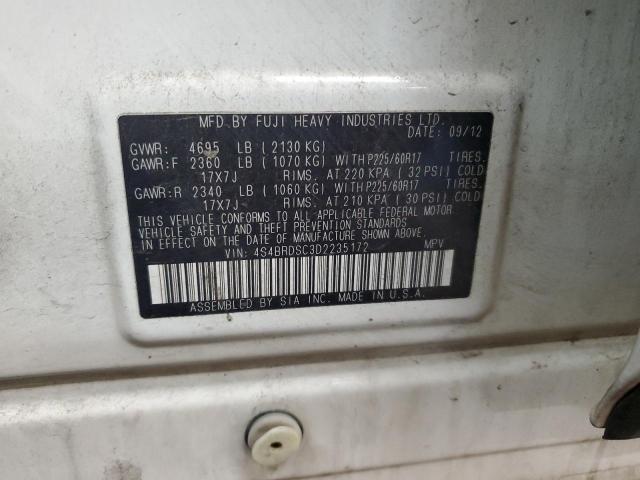 MFD. BY FUJI HEAVY INDUSTRIES LTD.
DATE: 09/12
GVWR: 4695 LB ( 2130 KG)
GAWR:F 2360 LB ( 1070 KG) WITH P225/60R17 TIRES.
17X7J RIMS. AT 220 KPA ( 32 PSI) COLD
GAWR:R 2340 LB ( 1060 KG) WITH P225/60R17 TIRES.
17X7J RIMS. AT 210 KPA ( 30 PSI) COLD
THIS VEHICLE CONFORMS TO ALL APPLICABLE FEDERAL MOTOR
VEHICLE SAFETY AND THEFT PREVENTION STANDARDS
IN EFFECT ON THE DATE OF MANUFACTURE SHOWN ABOVE.
VIN: 4S4BRDSC3D2235172 MPV
ASSEMBLED BY SIA INC. MADE IN U.S.A.